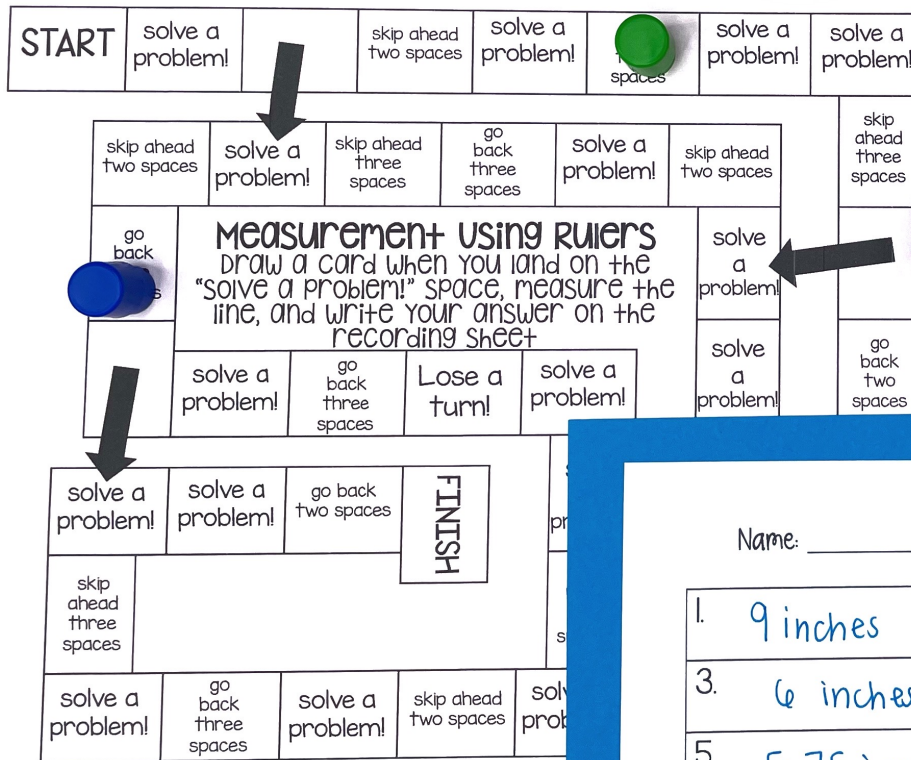 START
solve a
problem!
skip ahead
two spaces
solve a
problem!
spaces
solve a
problem!
solve a
problem!
skip ahead
two spaces
solve a
problem!
skip ahead
three
spaces
go
back
three
spaces
solve a
problem!
skip ahead
two spaces
skip
ahead
three
spaces
go
back
Measurement Using Rulers
Draw a card when you land on the
"Solve a Problem!" space, measure the
line, and write your answer on the
recording sheet
solve
a
problem!
solve a
problem!
go
back
three
spaces
Lose a
turn!
solve a
problem!
solve
a
problem!
go
back
two
spaces
solve a
problem!
solve a
problem!
go back
two spaces
FINISH
skip
ahead
three
spaces
solve a
problem!
go
back
three
spaces
solve a
problem!
skip ahead
two spaces
Name:
1. 9 inches
3. 6 inches
5.